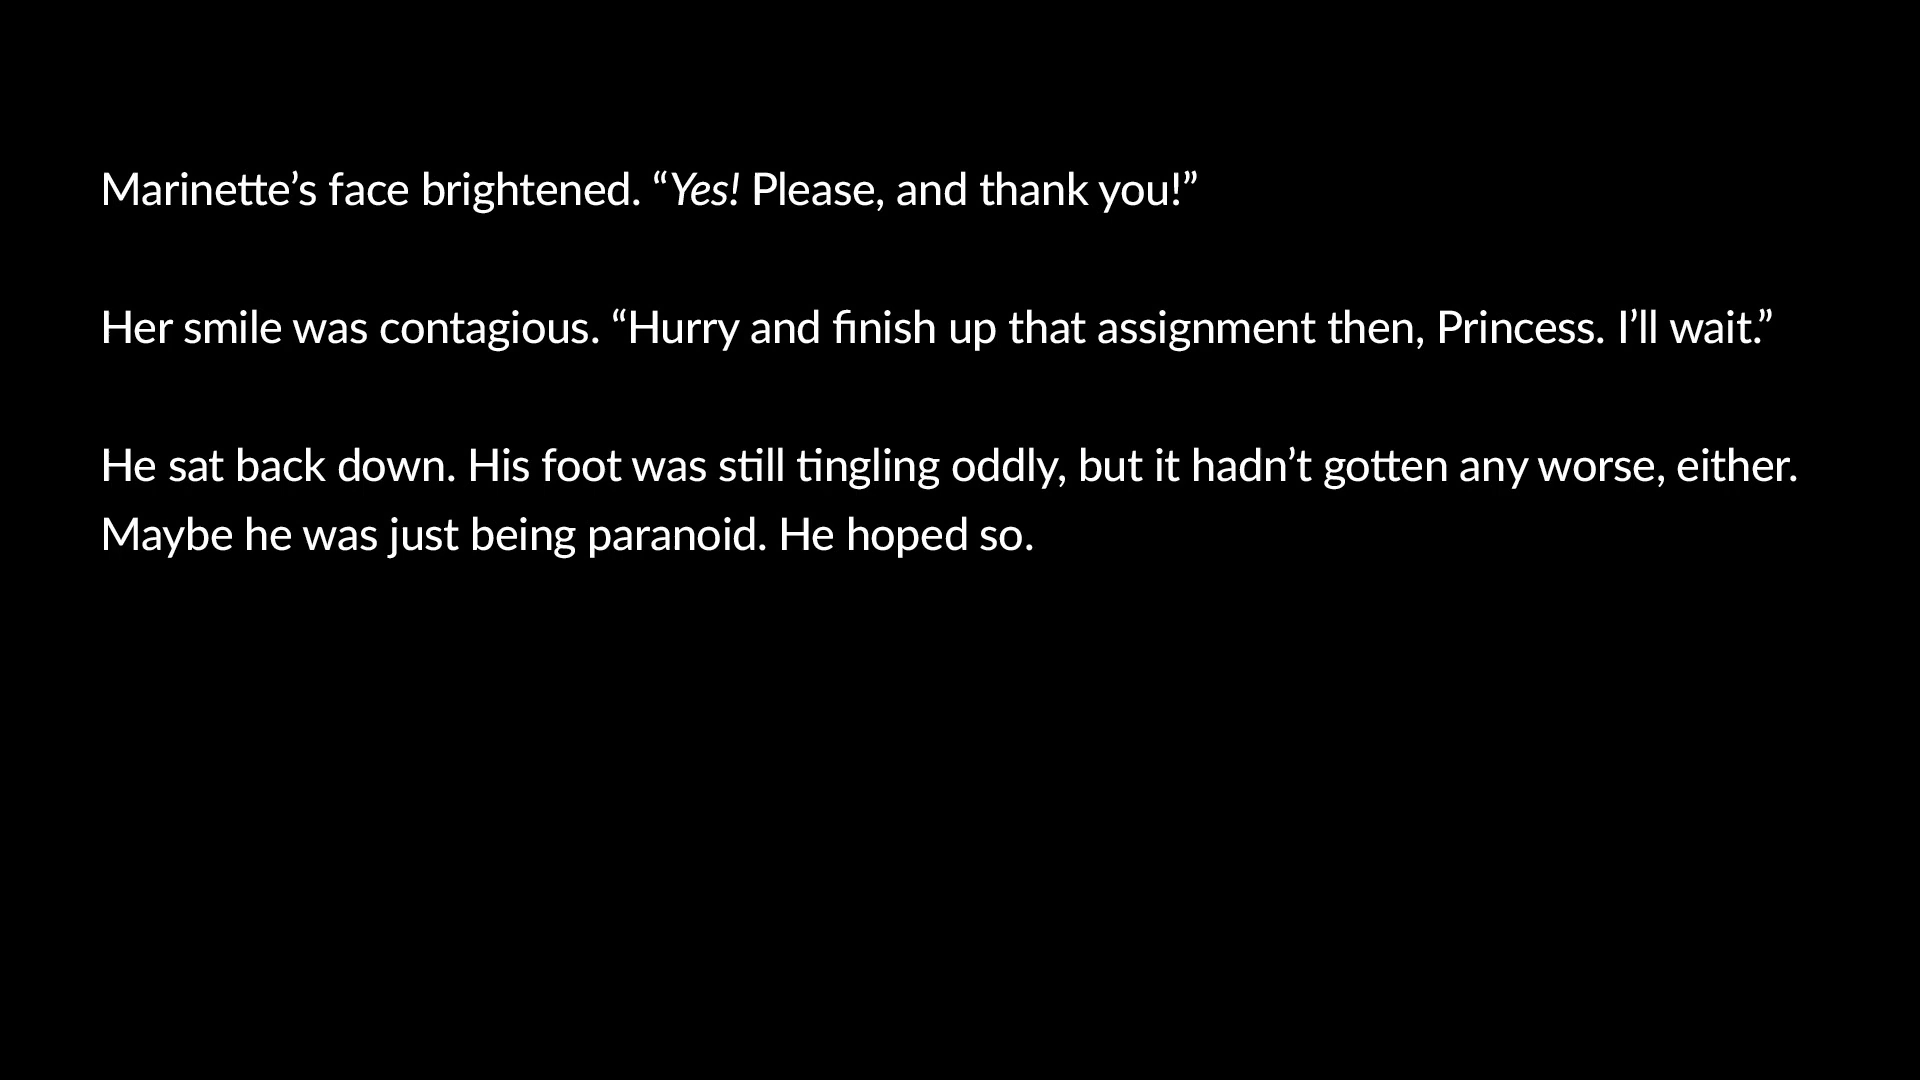 Marinette’s face brightened. “Yes! Please, and thank you!”
Her smile was contagious. “Hurry and finish up that assignment then, Princess. I’ll wait.”
He sat back down. His foot was still tingling oddly, but it hadn’t gotten any worse, either.
Maybe he was just being paranoid. He hoped so.